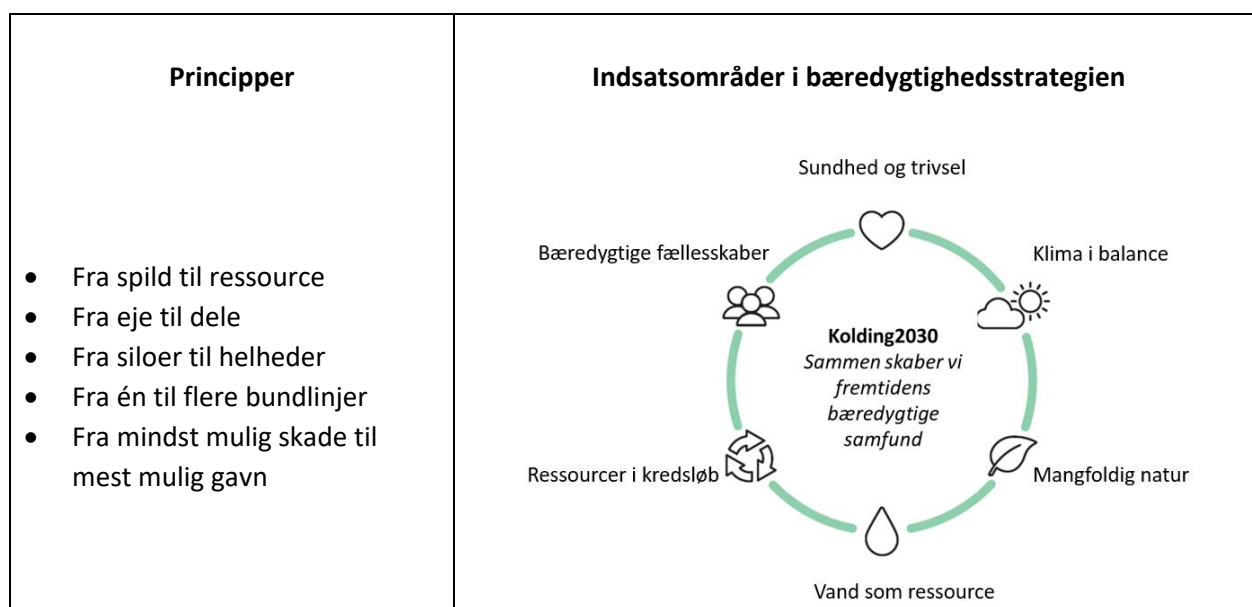 Principper
• Fra spild til ressource
• Fra eje til dele
• Fra siloer til helheder
• Fra én til flere bundlinjer
• Fra mindst mulig skade til
mest mulig gavn
Indsatsområder i bæredygtighedsstrategien
Sundhed og trivsel
Bæredygtige fællesskaber
Klima i balance
Kolding2030
Sammen skaber vi
fremtidens
bæredygtige
samfund
Ressourcer i kredsløb
Mangfoldig natur
Vand som ressource